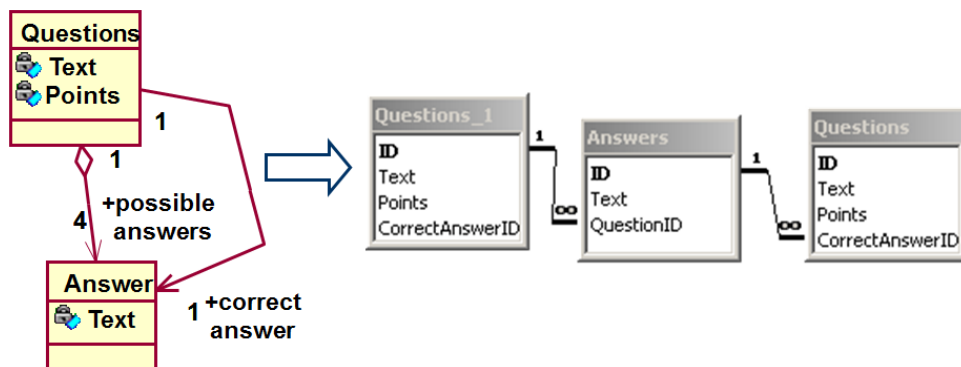 Questions
Text
Points
1
1
4
+possible
answers
Answer
Text
1
+correct
answer
Questions_1
ID
Text
Points
CorrectAnswerID
1
∞
Answers
ID
Text
QuestionID
1
∞
Questions
ID
Text
Points
CorrectAnswerID